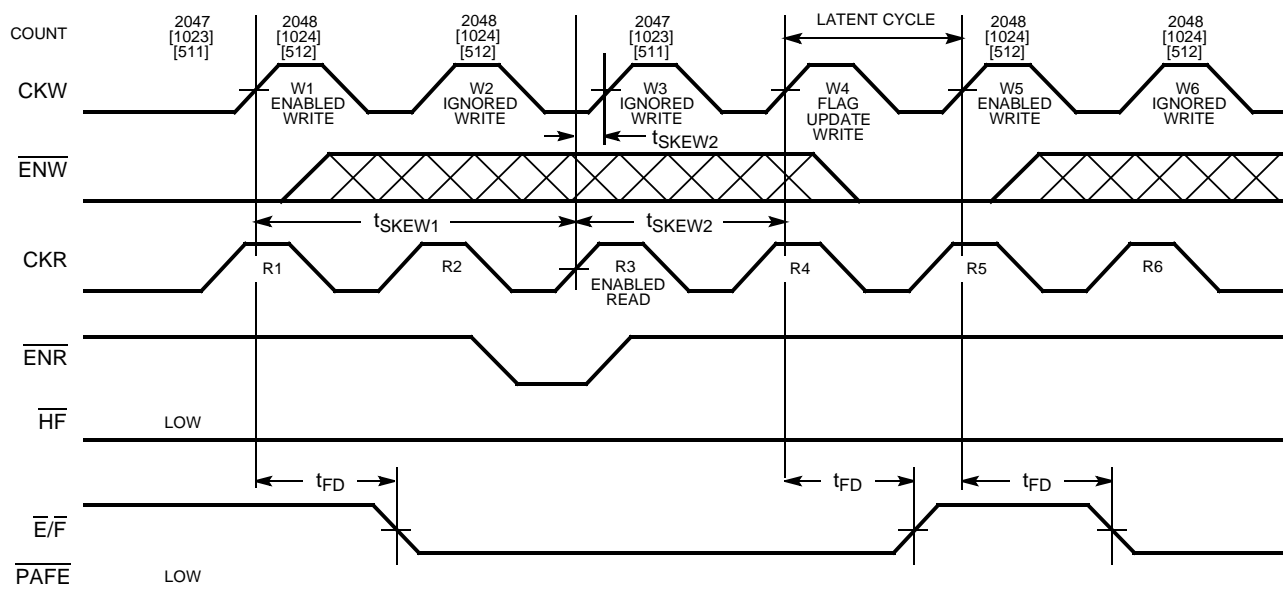 COUNT
2047
[1023]
[511]
2048
[1024]
[512]
2048
[1024]
[512]
2047
[1023]
[511]
LATENT CYCLE
2048
[1024]
[512]
2048
[1024]
[512]
CKW
W1
ENABLED
WRITE
W2
IGNORED
WRITE
W3
IGNORED
WRITE
W4
FLAG
UPDATE
WRITE
W5
ENABLED
WRITE
W6
IGNORED
WRITE
tSKEW2
ENW
tSKEW1
tSKEW2
CKR
R1
R2
R3
ENABLED
READ
R4
R5
R6
ENR
HF
LOW
tFD
tFD
tFD
E/F
PAFE
LOW